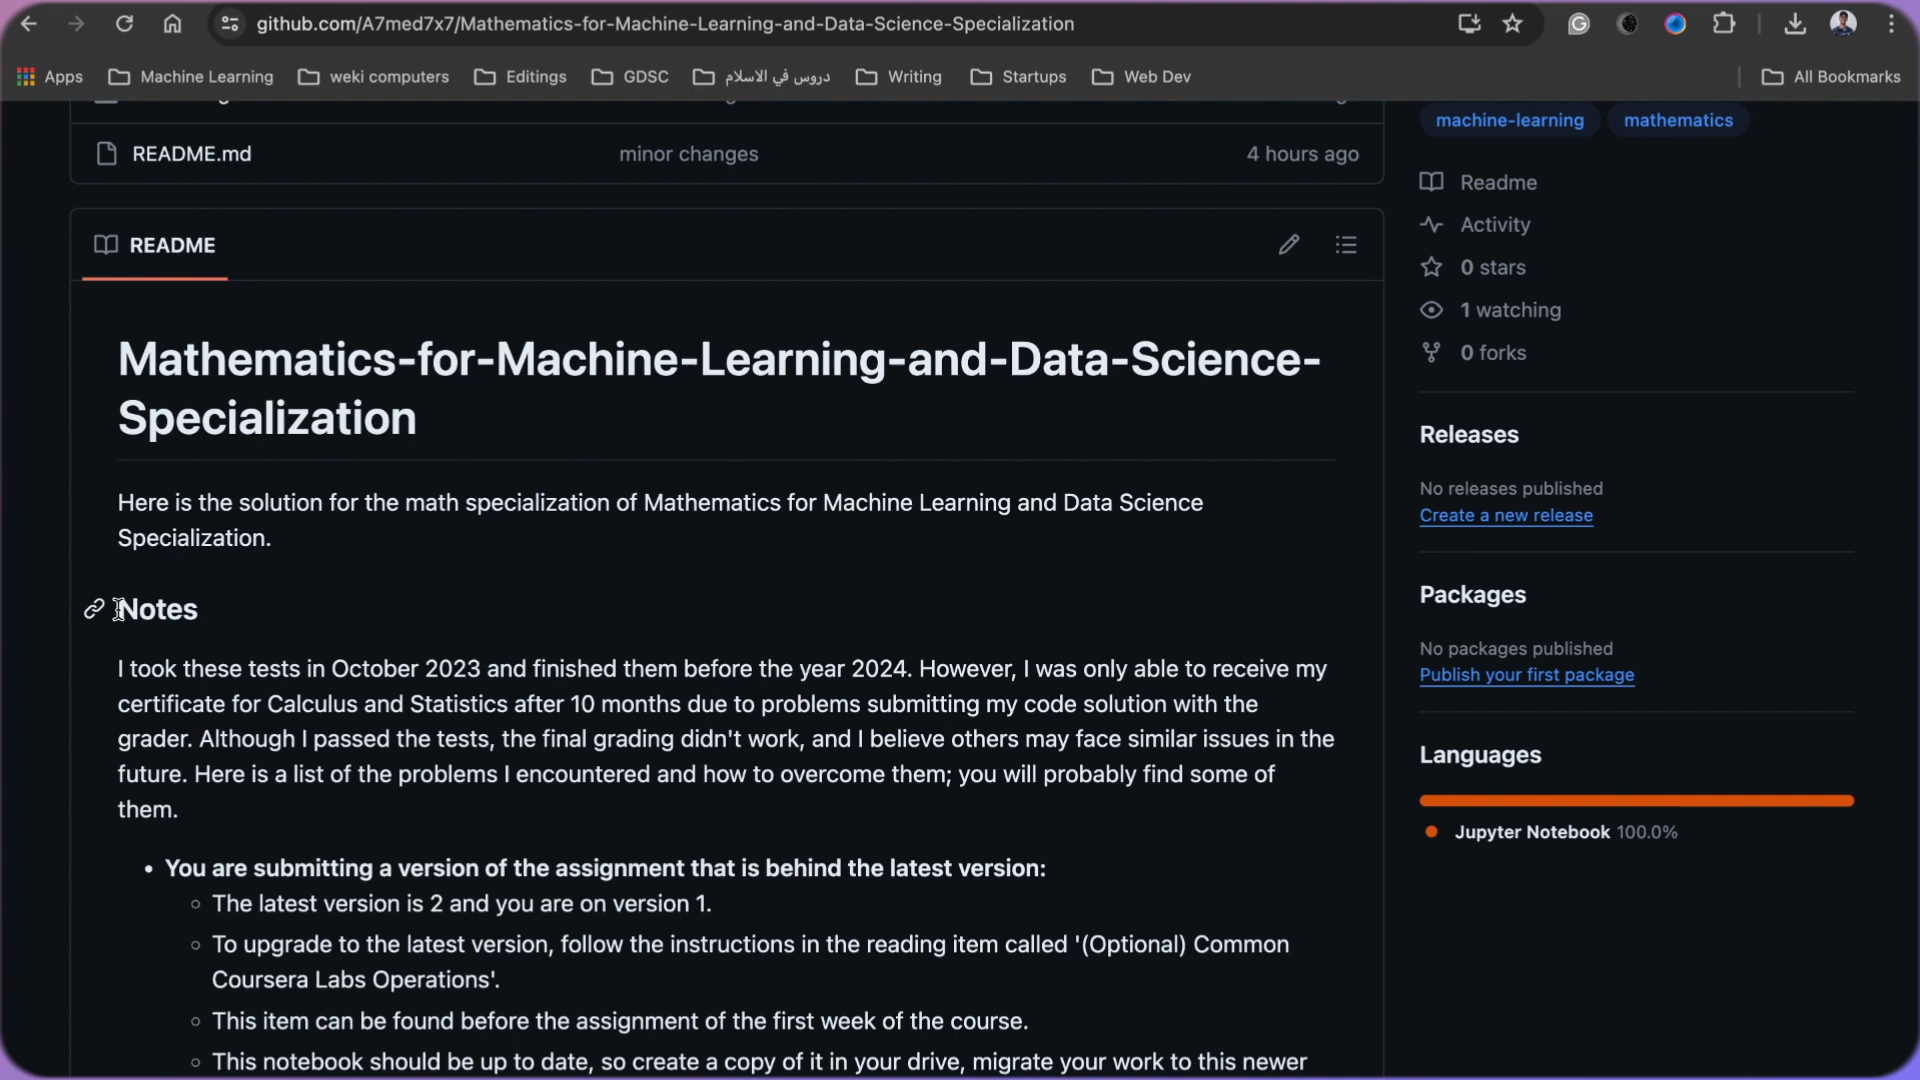 github.com/A7med7x7/Mathematics-for-Machine-Learning-and-Data-Science-Specialization
Apps
Machine Learning
weki computers
Editings
GDSC
دروس في الاسلام
Writing
Startups
Web Dev
All Bookmarks
README.md
minor changes
4 hours ago
README
Mathematics-for-Machine-Learning-and-Data-Science-
Specialization
Here is the solution for the math specialization of Mathematics for Machine Learning and Data Science
Specialization.
Notes
I took these tests in October 2023 and finished them before the year 2024. However, I was only able to receive my
certificate for Calculus and Statistics after 10 months due to problems submitting my code solution with the
grader. Although I passed the tests, the final grading didn't work, and I believe others may face similar issues in the
future. Here is a list of the problems I encountered and how to overcome them; you will probably find some of
them.
• You are submitting a version of the assignment that is behind the latest version:
The latest version is 2 and you are on version 1.
To upgrade to the latest version, follow the instructions in the reading item called '(Optional) Common
Coursera Labs Operations'.
This item can be found before the assignment of the first week of the course.
This notebook should be up to date, so create a copy of it in your drive, migrate your work to this newer
machine-learning
mathematics
Readme
Activity
0 stars
1 watching
0 forks
Releases
No releases published
Create a new release
Packages
No packages published
Publish your first package
Languages
Jupyter Notebook 100.0%